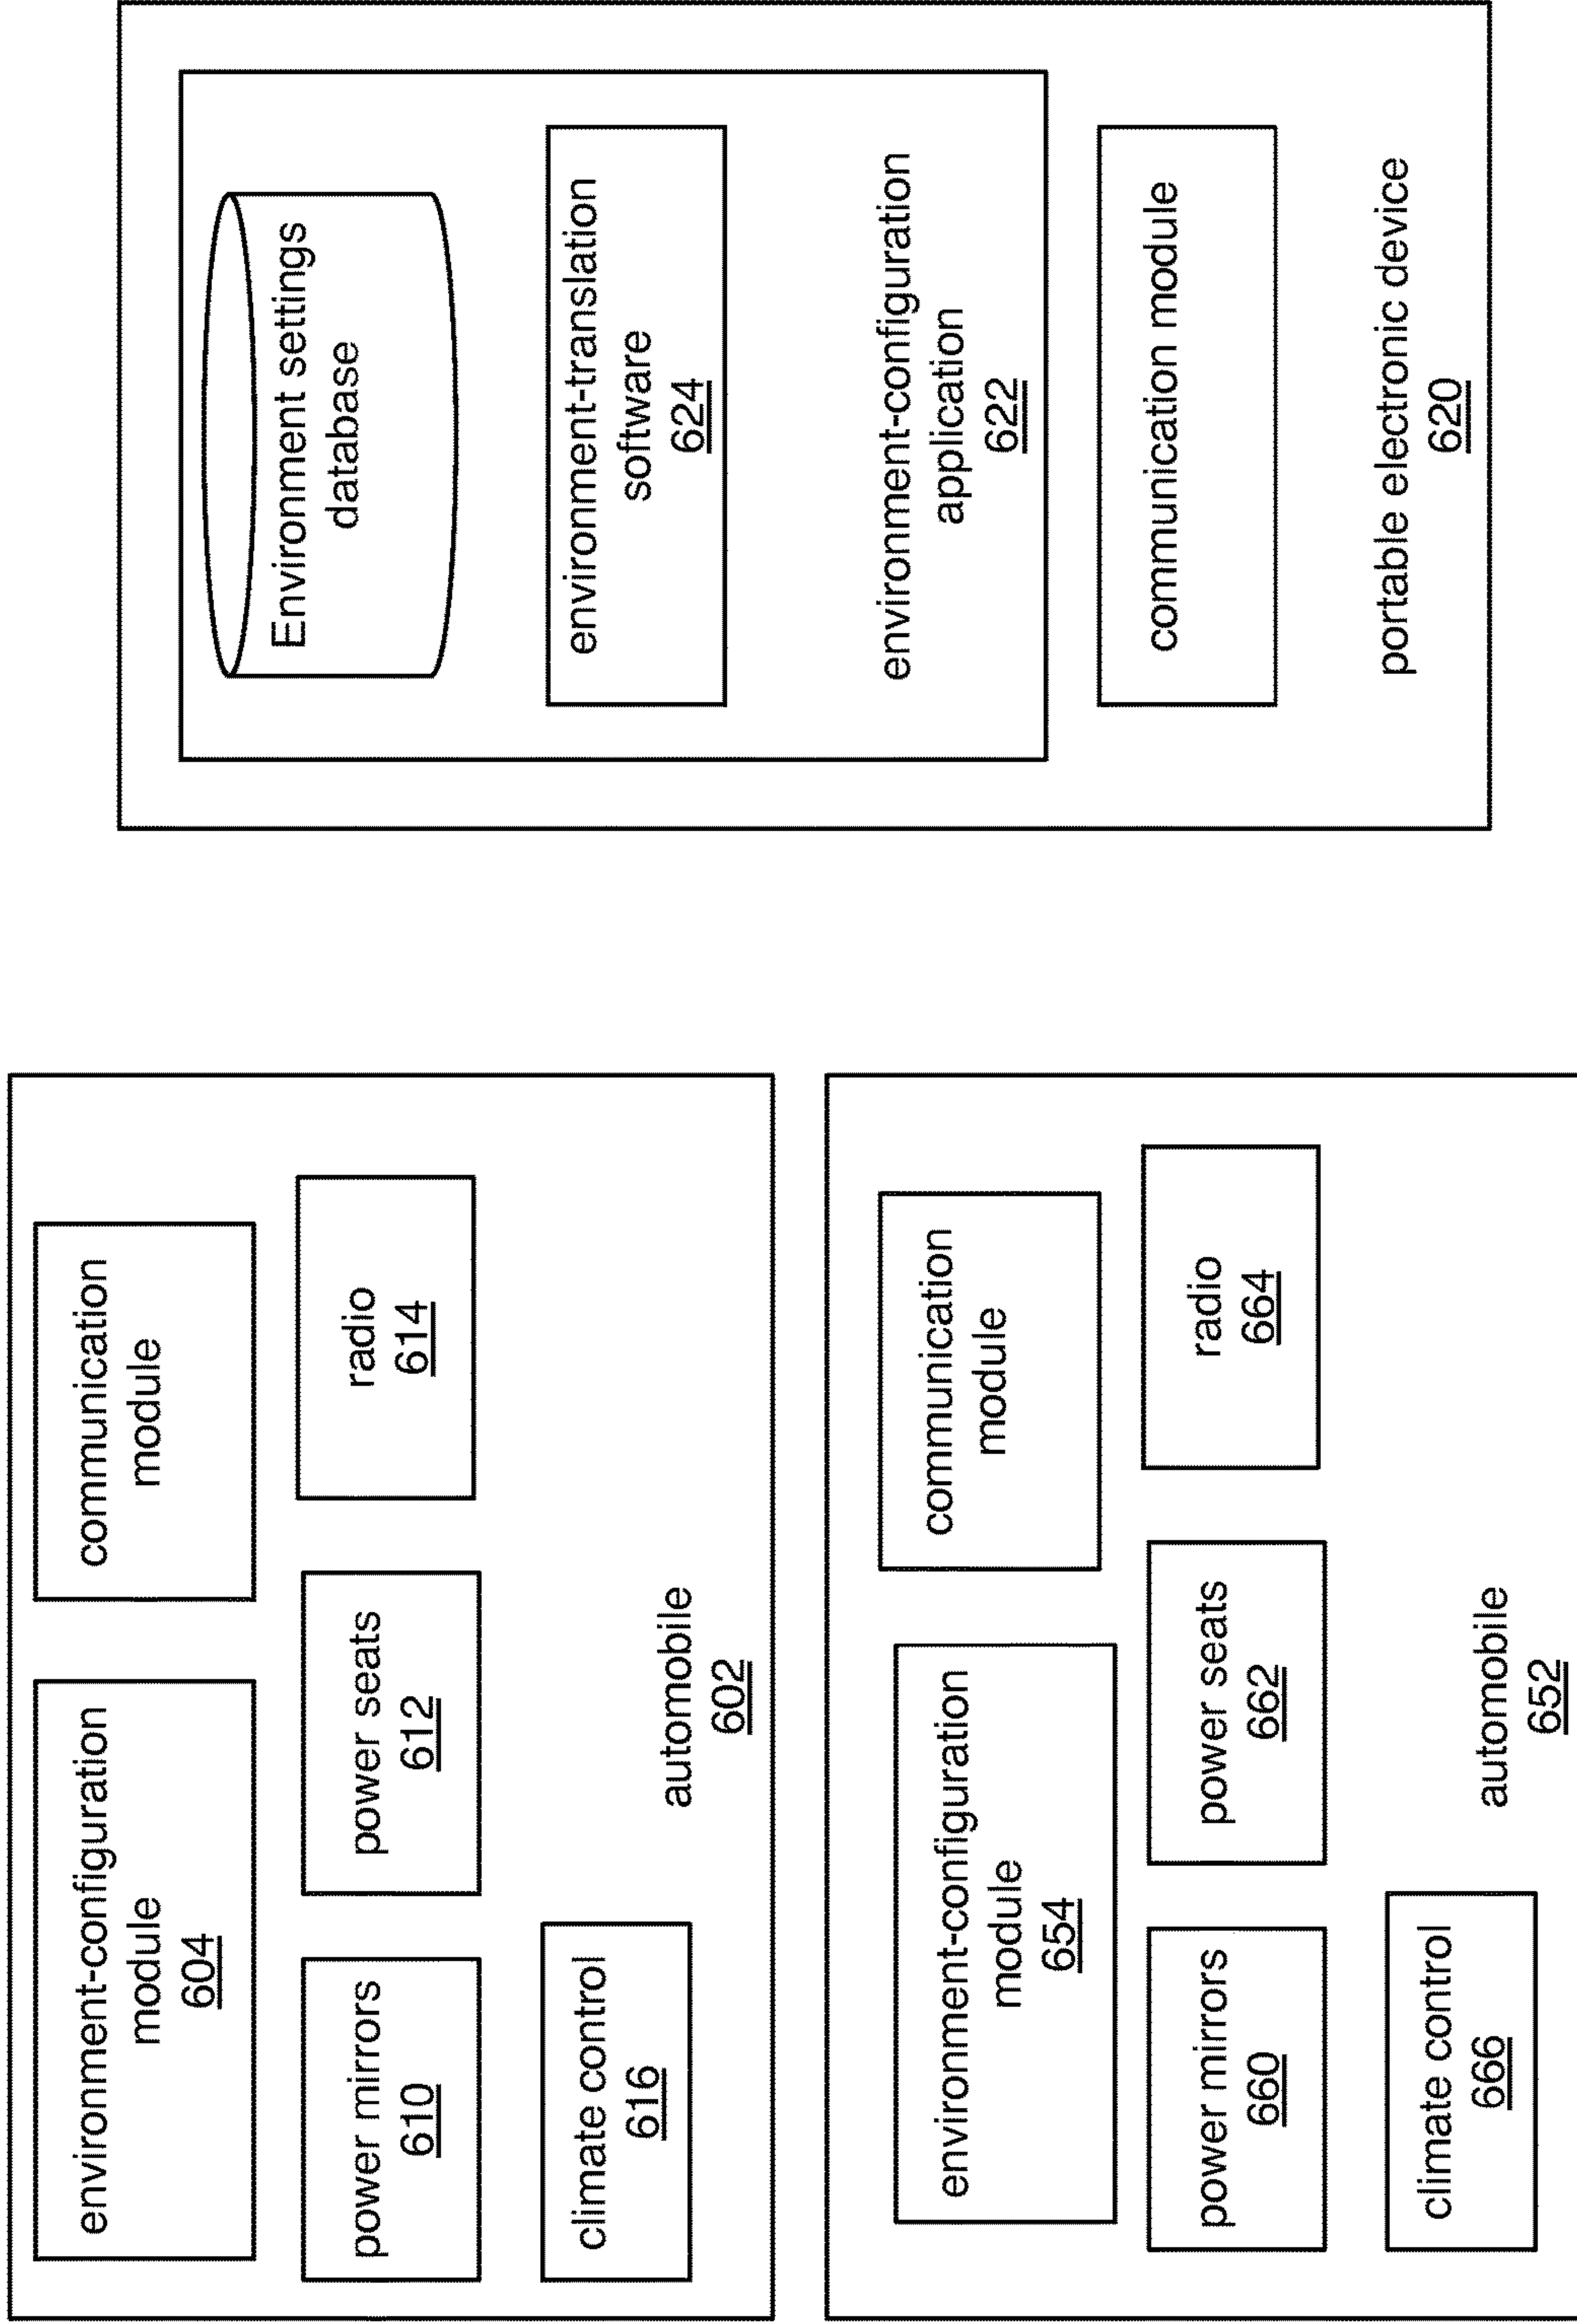 environment-configuration
module
604
communication
module
power mirrors
610
power seats
612
radio
614
climate control
616
automobile
602
environment-configuration
module
654
communication
module
power mirrors
660
power seats
662
radio
664
climate control
666
automobile
652
Environment settings
database
environment-translation
software
624
environment-configuration
application
622
communication module
portable electronic device
620